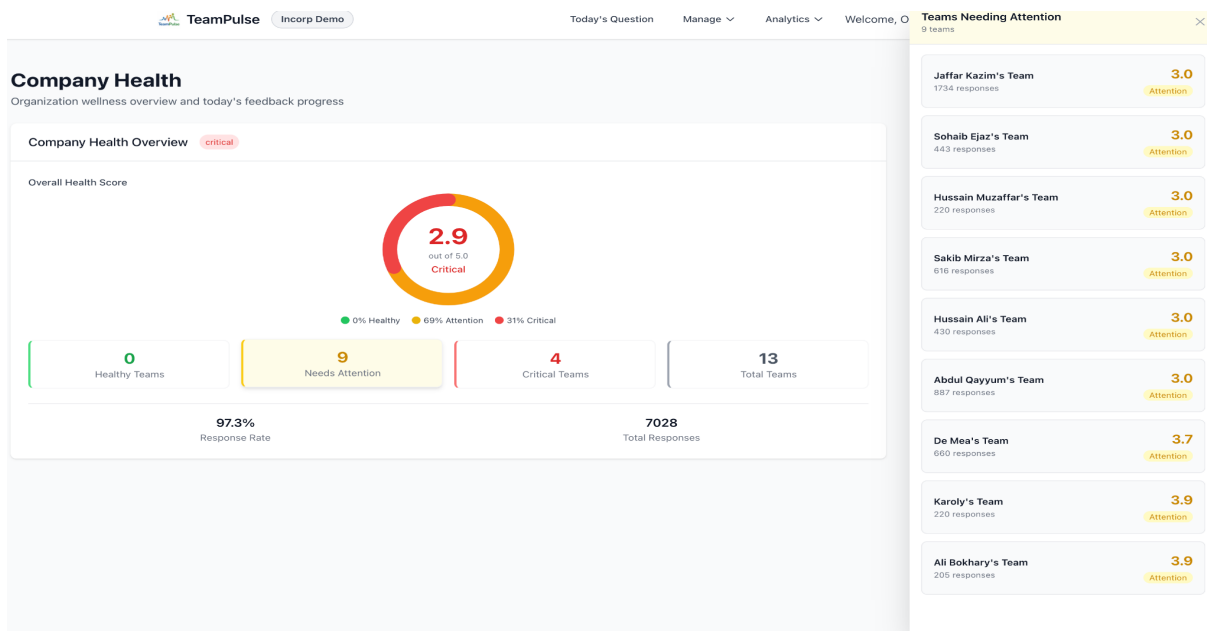 TeamPulse
Incorp Demo
Today's Question
Manage
Analytics
Welcome, O
Company Health
Organization wellness overview and today's feedback progress
Company Health Overview
critical
Overall Health Score
2.9
out of 5.0
Critical
0% Healthy
69% Attention
31% Critical
0
Healthy Teams
9
Needs Attention
4
Critical Teams
13
Total Teams
97.3%
Response Rate
7028
Total Responses
Teams Needing Attention
9 teams
Jaffar Kazim's Team
1734 responses
3.0
Attention
Sohaib Ejaz's Team
443 responses
3.0
Attention
Hussain Muzaffar's Team
220 responses
3.0
Attention
Sakib Mirza's Team
616 responses
3.0
Attention
Hussain Ali's Team
430 responses
3.0
Attention
Abdul Qayyum's Team
887 responses
3.0
Attention
De Mea's Team
660 responses
3.7
Attention
Karoly's Team
220 responses
3.9
Attention
Ali Bokhary's Team
205 responses
3.9
Attention